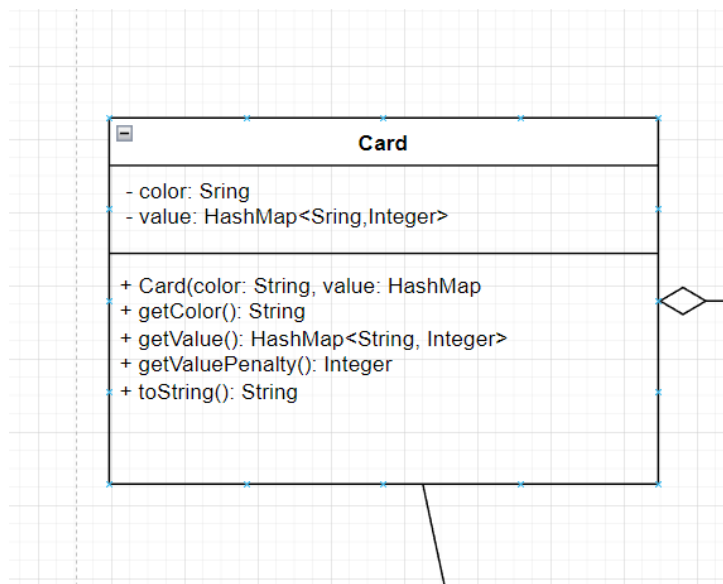 Card
- color: Sring
- value: HashMap<Sring,Integer>
+ Card(color: String, value: HashMap
+ getColor(): String
+ getValue(): HashMap<String, Integer>
+ getValuePenalty(): Integer
+ toString(): String